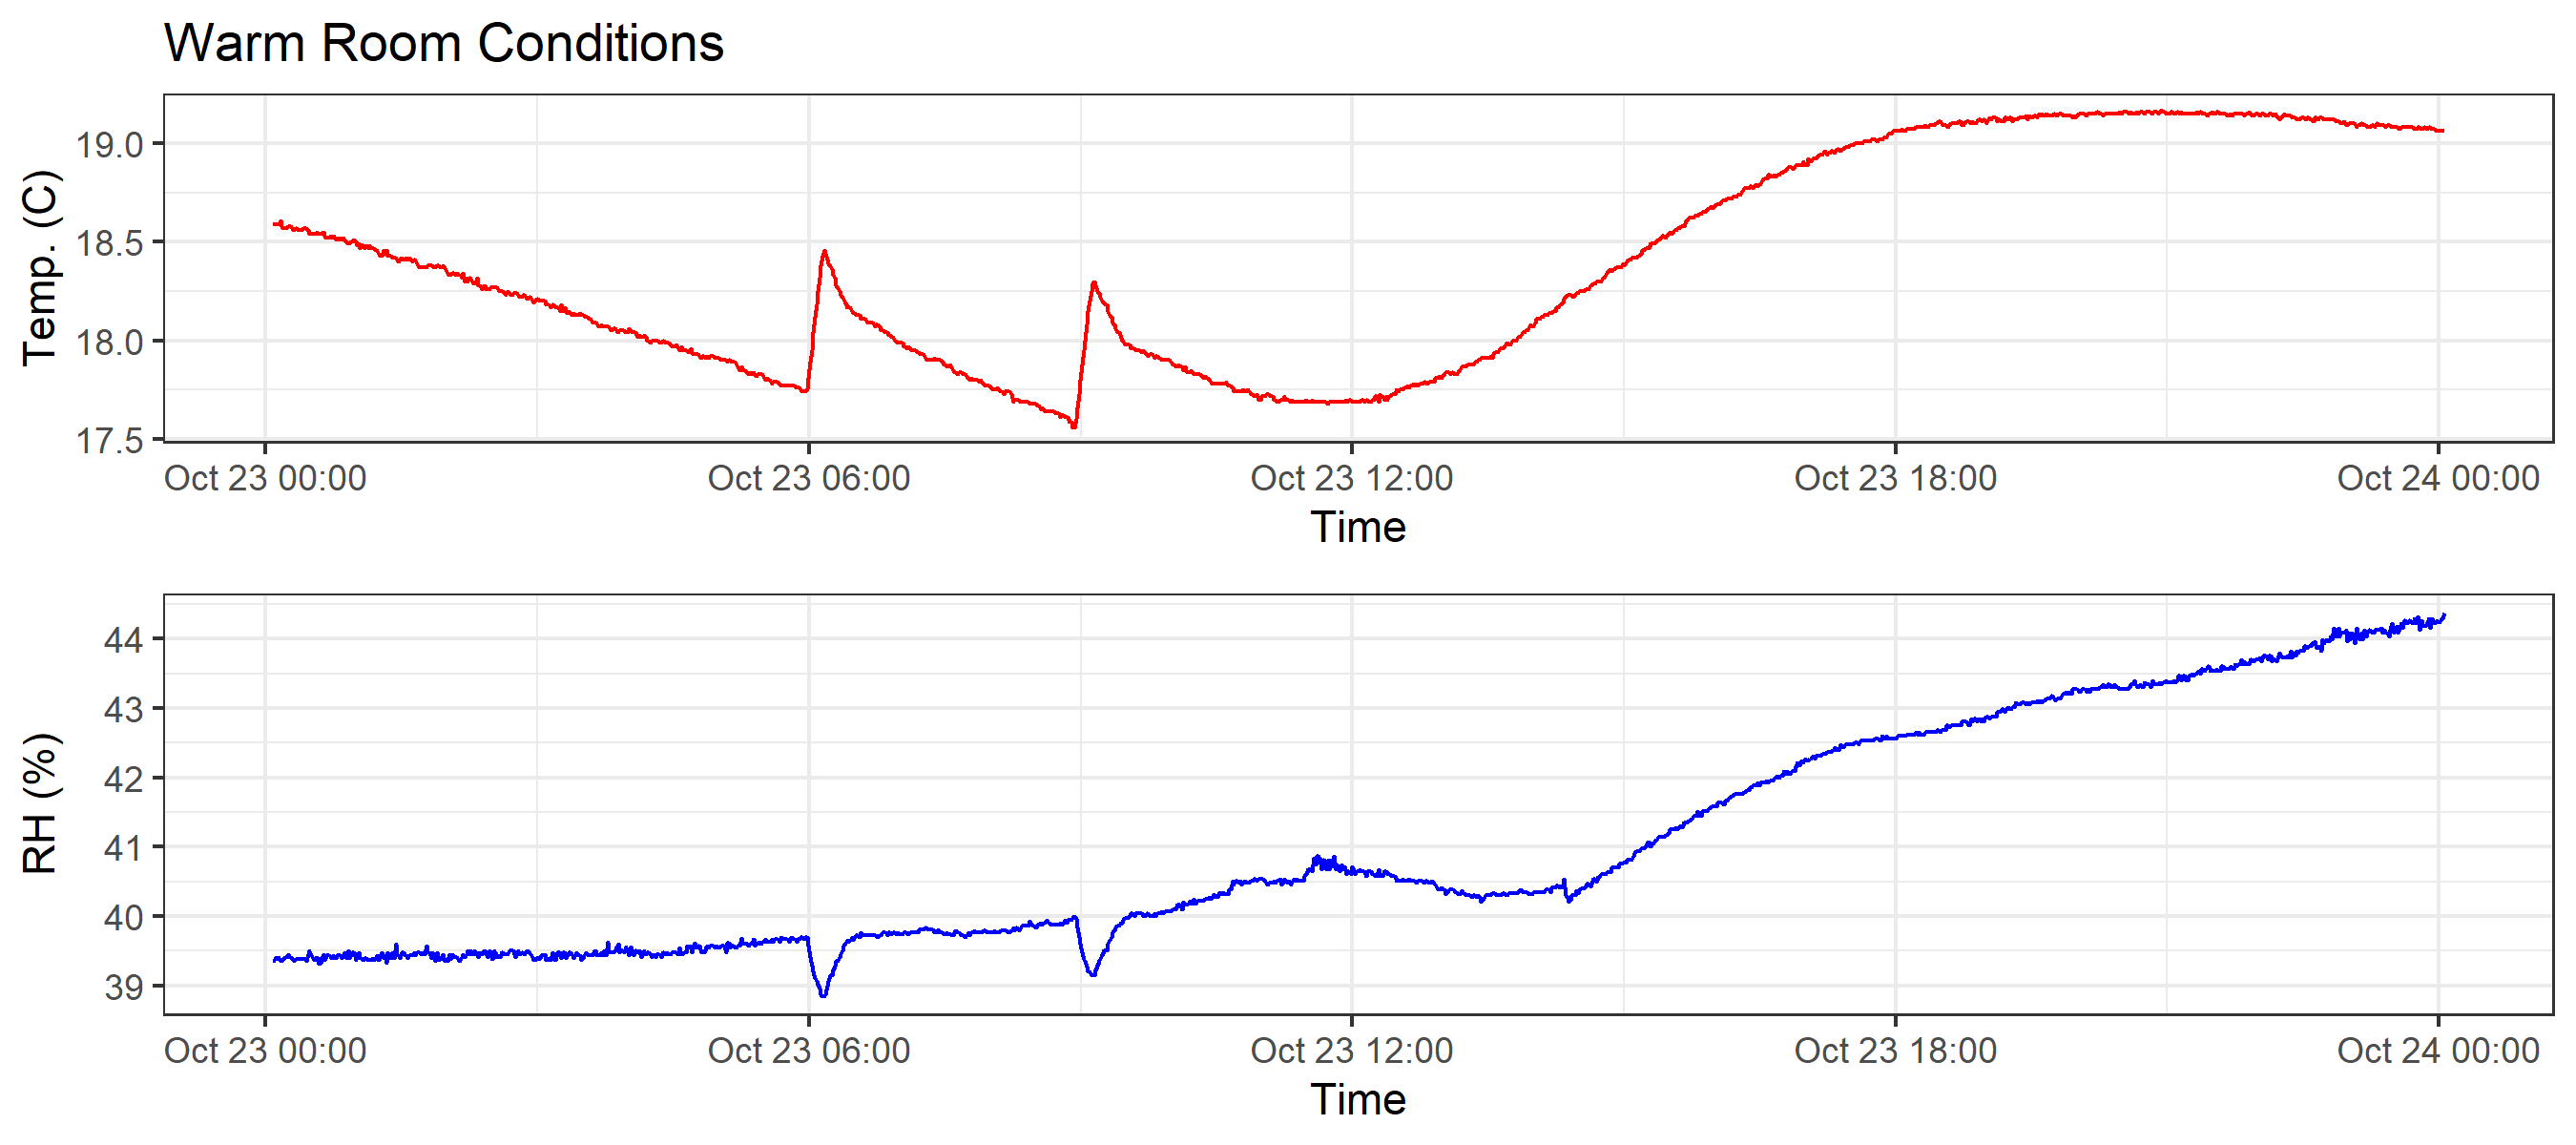 Warm Room Conditions
Temp. (C)
19.0
18.5
18.0
17.5
Oct 23 00:00 Oct 23 06:00 Oct 23 12:00 Oct 23 18:00 Oct 24 00:00
Time
RH (%)
44
43
42
41
40
39
Oct 23 00:00 Oct 23 06:00 Oct 23 12:00 Oct 23 18:00 Oct 24 00:00
Time